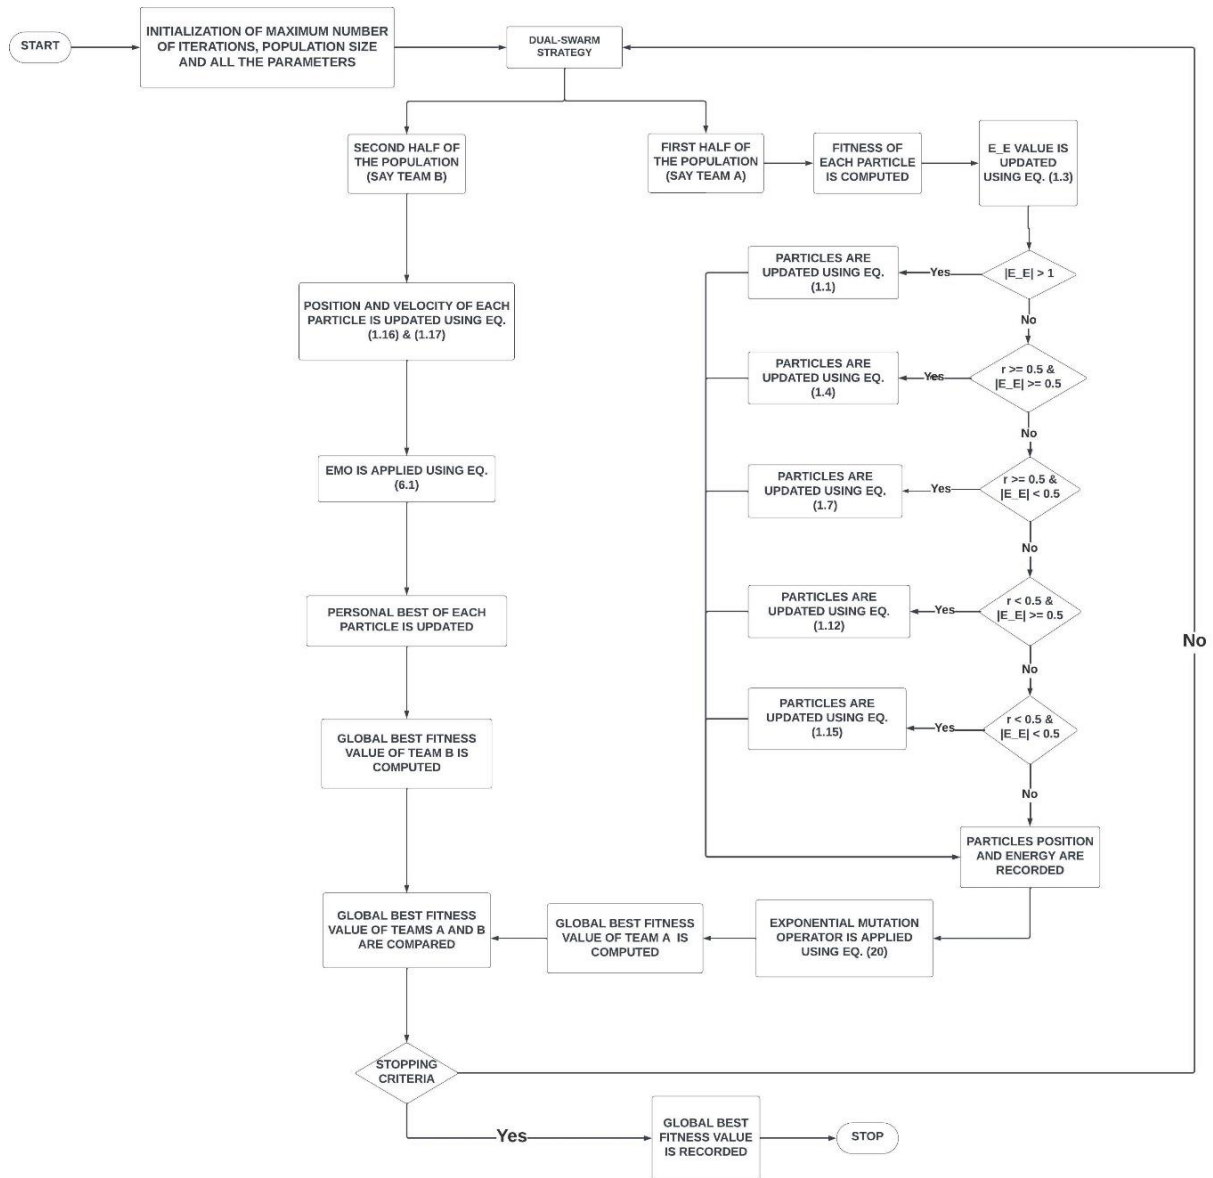 START
INITIALIZATION OF MAXIMUM NUMBER
OF ITERATIONS, POPULATION SIZE
AND ALL THE PARAMETERS
DUAL-SWARM
STRATEGY
SECOND HALF OF
THE POPULATION
(SAY TEAM B)
FIRST HALF OF
THE POPULATION
(SAY TEAM A)
FITNESS OF
EACH PARTICLE
IS COMPUTED
E_E VALUE IS
UPDATED
USING EQ. (1.3)
PARTICLES ARE
UPDATED USING EQ.
(1.1)
Yes
|E_E| > 1
No
POSITION AND VELOCITY OF EACH
PARTICLE IS UPDATED USING EQ.
(1.16) & (1.17)
PARTICLES ARE
UPDATED USING EQ.
(1.4)
Yes
r >= 0.5 &
|E_E| >= 0.5
No
EMO IS APPLIED USING EQ.
(6.1)
PARTICLES ARE
UPDATED USING EQ.
(1.7)
Yes
r >= 0.5 &
|E_E| < 0.5
No
PERSONAL BEST OF EACH
PARTICLE IS UPDATED
PARTICLES ARE
UPDATED USING EQ.
(1.12)
Yes
r < 0.5 &
|E_E| >= 0.5
No
No
GLOBAL BEST FITNESS
VALUE OF TEAM B IS
COMPUTED
PARTICLES ARE
UPDATED USING EQ.
(1.15)
Yes
r < 0.5 &
|E_E| < 0.5
No
PARTICLES POSITION
AND ENERGY ARE
RECORDED
GLOBAL BEST FITNESS
VALUE OF TEAMS A AND B
ARE COMPARED
GLOBAL BEST FITNESS
VALUE OF TEAM A IS
COMPUTED
EXPONENTIAL MUTATION
OPERATOR IS APPLIED
USING EQ. (20)
STOPPING
CRITERIA
Yes
GLOBAL BEST
FITNESS VALUE
IS RECORDED
STOP